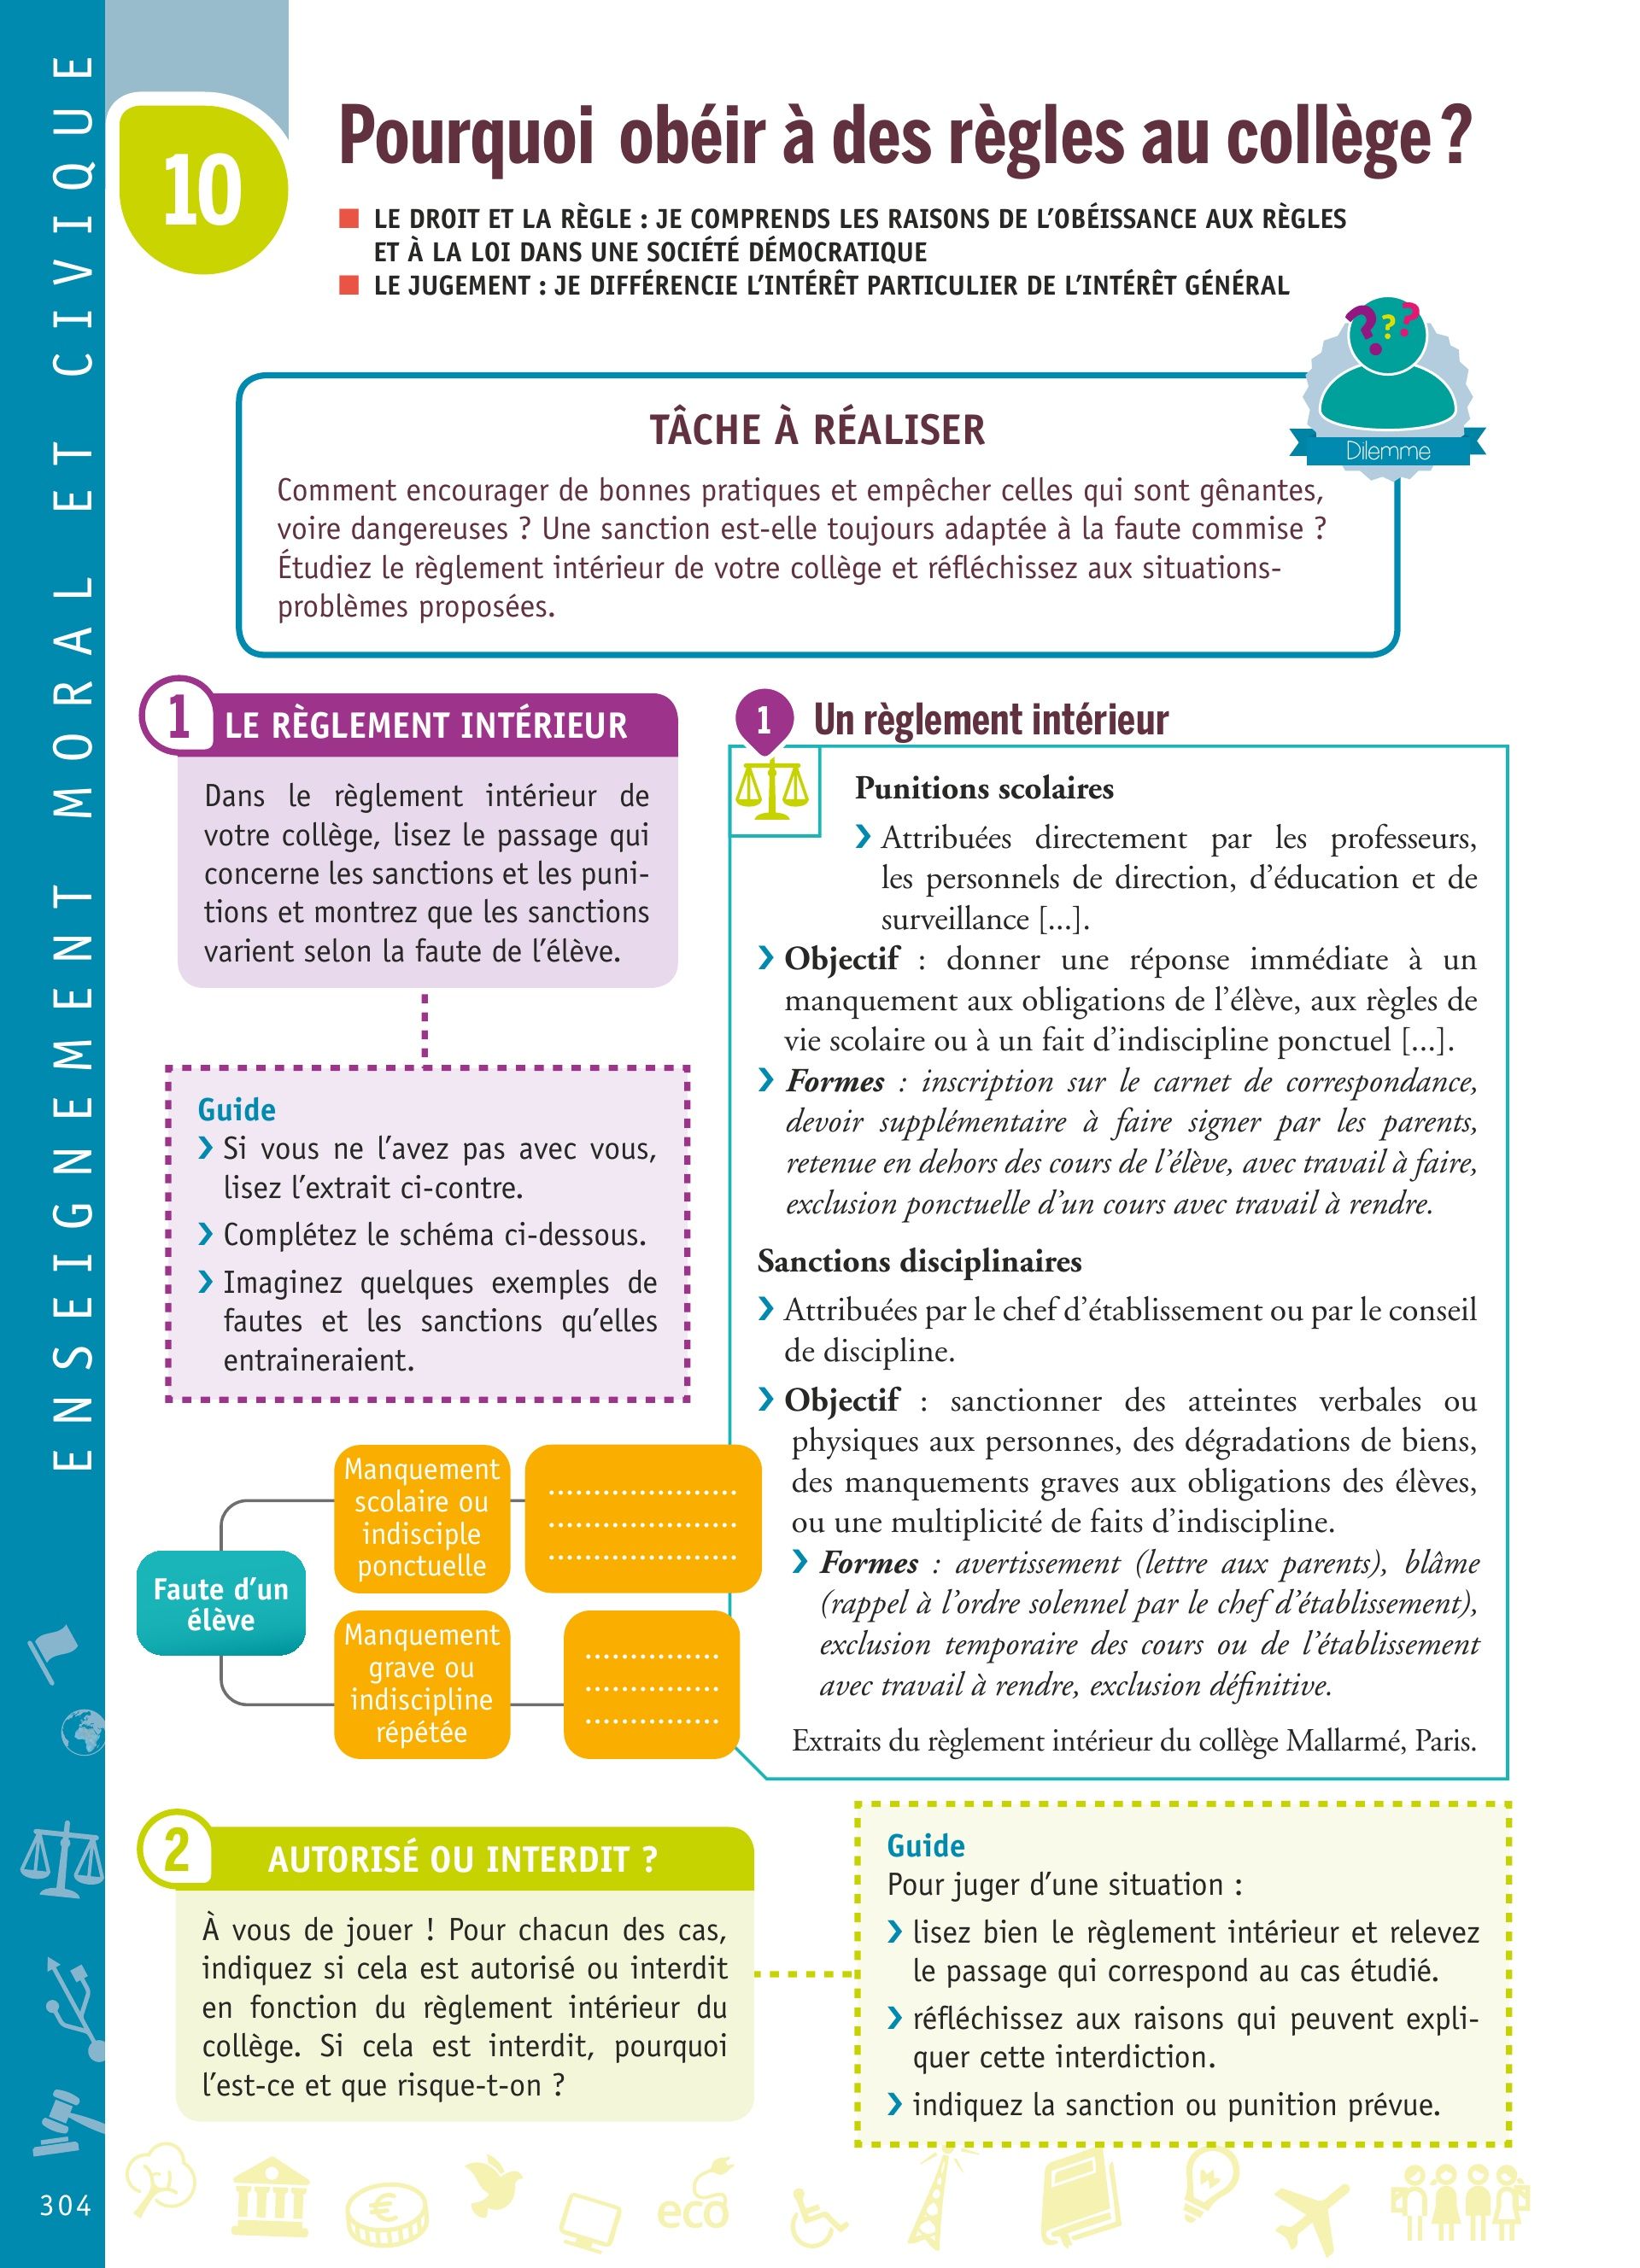 ENSEIGNEMENT MORAL ET CIVIQUE
10
Pourquoi obéir à des règles au collège ?
LE DROIT ET LA RÈGLE : JE COMPRENDS LES RAISONS DE L'OBÉISSANCE AUX RÈGLES
ET À LA LOI DANS UNE SOCIÉTÉ DÉMOCRATIQUE
LE JUGEMENT : JE DIFFÉRENCIE L'INTÉRÊT PARTICULIER DE L'INTÉRÊT GÉNÉRAL
???
Dilemme
TÂCHE À RÉALISER
Comment encourager de bonnes pratiques et empêcher celles qui sont gênantes,
voire dangereuses ? Une sanction est-elle toujours adaptée à la faute commise ?
Étudiez le règlement intérieur de votre collège et réfléchissez aux situations-
problèmes proposées.
1 LE RÈGLEMENT INTÉRIEUR
Dans le règlement intérieur de
votre collège, lisez le passage qui
concerne les sanctions et les puni-
tions et montrez que les sanctions
varient selon la faute de l'élève.
Guide
› Si vous ne l'avez pas avec vous,
lisez l'extrait ci-contre.
› Complétez le schéma ci-dessous.
› Imaginez quelques exemples de
fautes et les sanctions qu'elles
entraineraient.
Faute d'un
élève
Manquement
scolaire ou
indisciple
ponctuelle
.....................
.....................
.....................
Manquement
grave ou
indiscipline
répétée
...............
...............
...............
1 Un règlement intérieur
Punitions scolaires
› Attribuées directement par les professeurs,
les personnels de direction, d'éducation et de
surveillance [...].
› Objectif : donner une réponse immédiate à un
manquement aux obligations de l'élève, aux règles de
vie scolaire ou à un fait d'indiscipline ponctuel [...].
› Formes : inscription sur le carnet de correspondance,
devoir supplémentaire à faire signer par les parents,
retenue en dehors des cours de l'élève, avec travail à faire,
exclusion ponctuelle d'un cours avec travail à rendre.
Sanctions disciplinaires
› Attribuées par le chef d'établissement ou par le conseil
de discipline.
› Objectif : sanctionner des atteintes verbales ou
physiques aux personnes, des dégradations de biens,
des manquements graves aux obligations des élèves,
ou une multiplicité de faits d'indiscipline.
› Formes : avertissement (lettre aux parents), blâme
(rappel à l'ordre solennel par le chef d'établissement),
exclusion temporaire des cours ou de l'établissement
avec travail à rendre, exclusion définitive.
Extraits du règlement intérieur du collège Mallarmé, Paris.
2 AUTORISÉ OU INTERDIT ?
À vous de jouer ! Pour chacun des cas,
indiquez si cela est autorisé ou interdit
en fonction du règlement intérieur du
collège. Si cela est interdit, pourquoi
l'est-ce et que risque-t-on ?
Guide
Pour juger d'une situation :
› lisez bien le règlement intérieur et relevez
le passage qui correspond au cas étudié.
› réfléchissez aux raisons qui peuvent expli-
quer cette interdiction.
› indiquez la sanction ou punition prévue.
304
€
eco